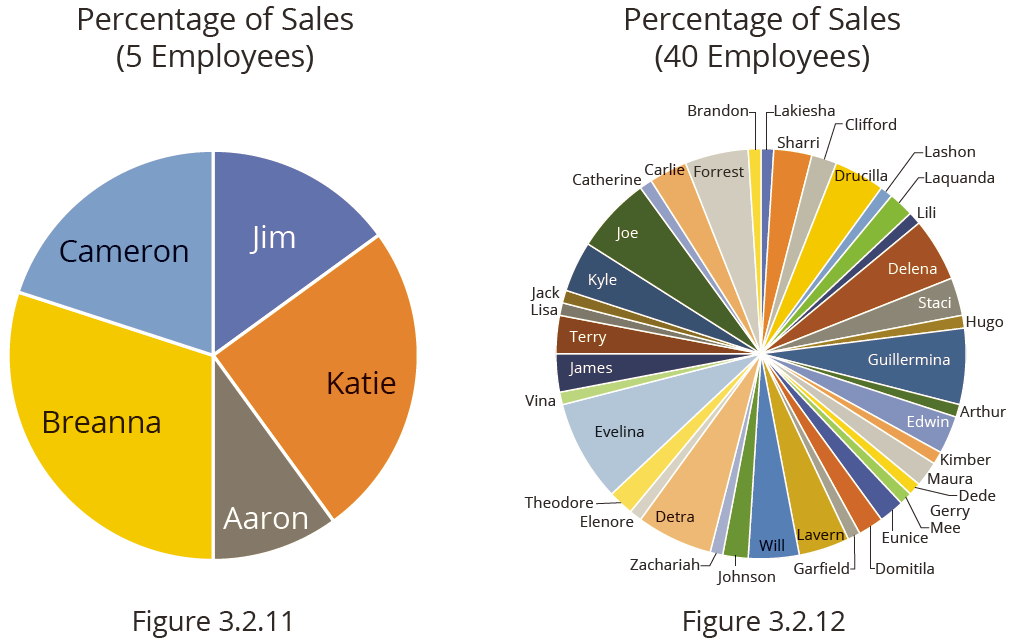 Percentage of Sales
(5 Employees)
Jim
Katie
Aaron
Breanna
Cameron
Figure 3.2.11
Percentage of Sales
(40 Employees)
Brandon
Lakiesha
Sharri
Clifford
Drucilla
Lashon
Laquanda
Lili
Delena
Staci
Hugo
Guillermina
Arthur
Edwin
Kimber
Maura
Dede
Gerry
Mee
Eunice
Domitila
Garfield
Lavern
Will
Johnson
Zachariah
Detra
Elenore
Theodore
Evelina
Vina
James
Terry
Lisa
Jack
Kyle
Joe
Catherine
Carlie
Forrest
Figure 3.2.12